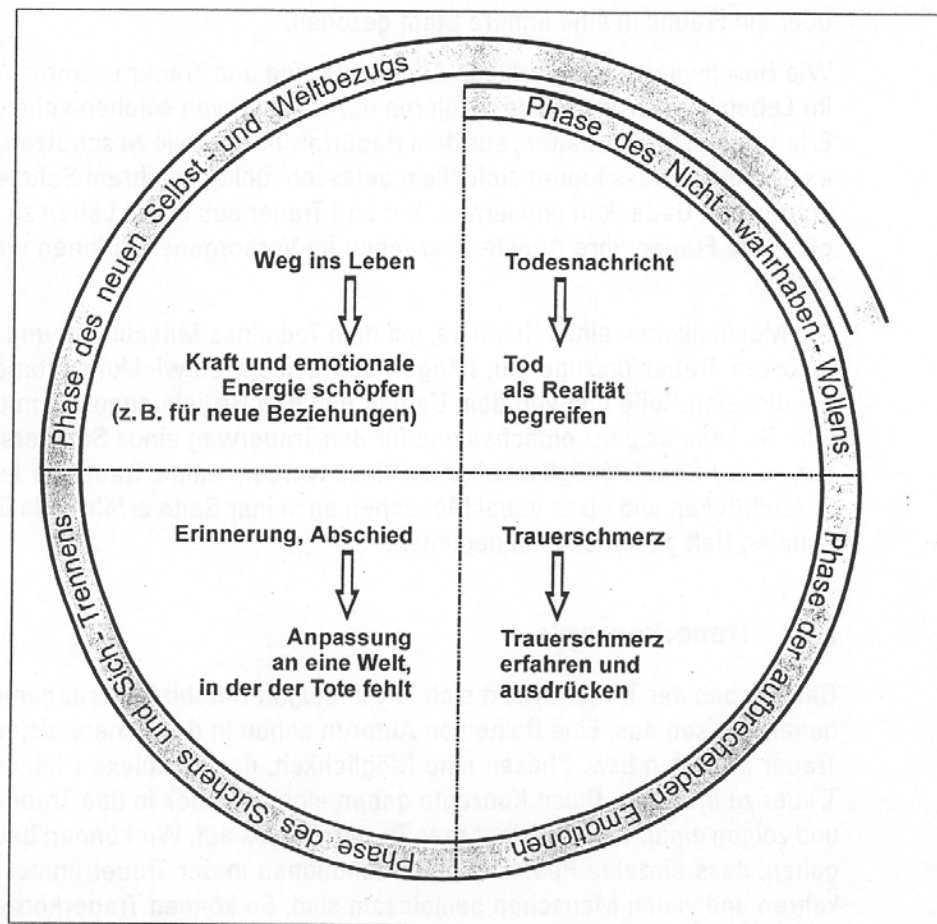 Phase des Nicht - wahrhaben - Wollens
Todesnachricht
Tod
als Realität
begreifen
Phase der aufbrechenden Emotionen
Trauerschmerz
Trauerschmerz
erfahren und
ausdrücken
Phase des Suchens und Sich - Trennens
Erinnerung, Abschied
Anpassung
an eine Welt,
in der der Tote fehlt
Phase des neuen Selbst - und Weltbezugs
Weg ins Leben
Kraft und emotionale
Energie schöpfen
(z. B. für neue Beziehungen)